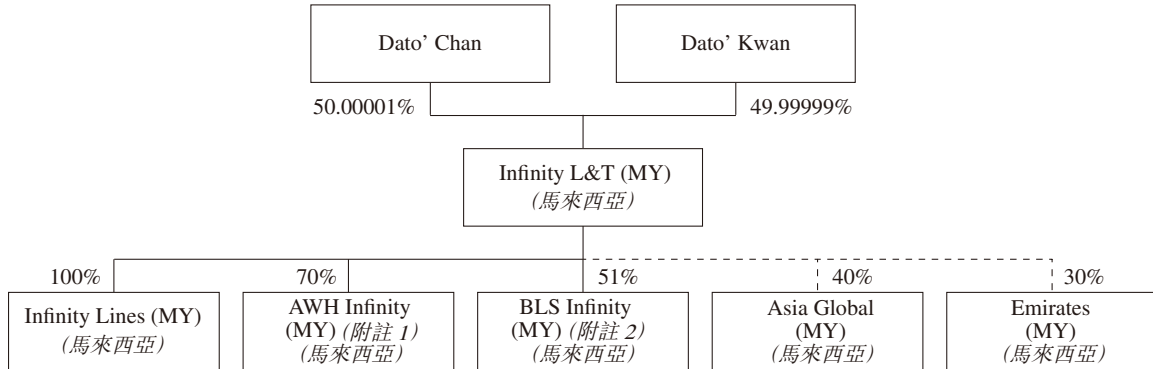 Dato’ Chan
Dato’ Kwan
50.00001%
49.99999%
Infinity L&T (MY)
(馬來西亞)
100%
70%
51%
40%
30%
Infinity Lines (MY)
(馬來西亞)
AWH Infinity
(MY) (附註 1)
(馬來西亞)
BLS Infinity
(MY) (附註 2)
(馬來西亞)
Asia Global
(MY)
(馬來西亞)
Emirates
(MY)
(馬來西亞)